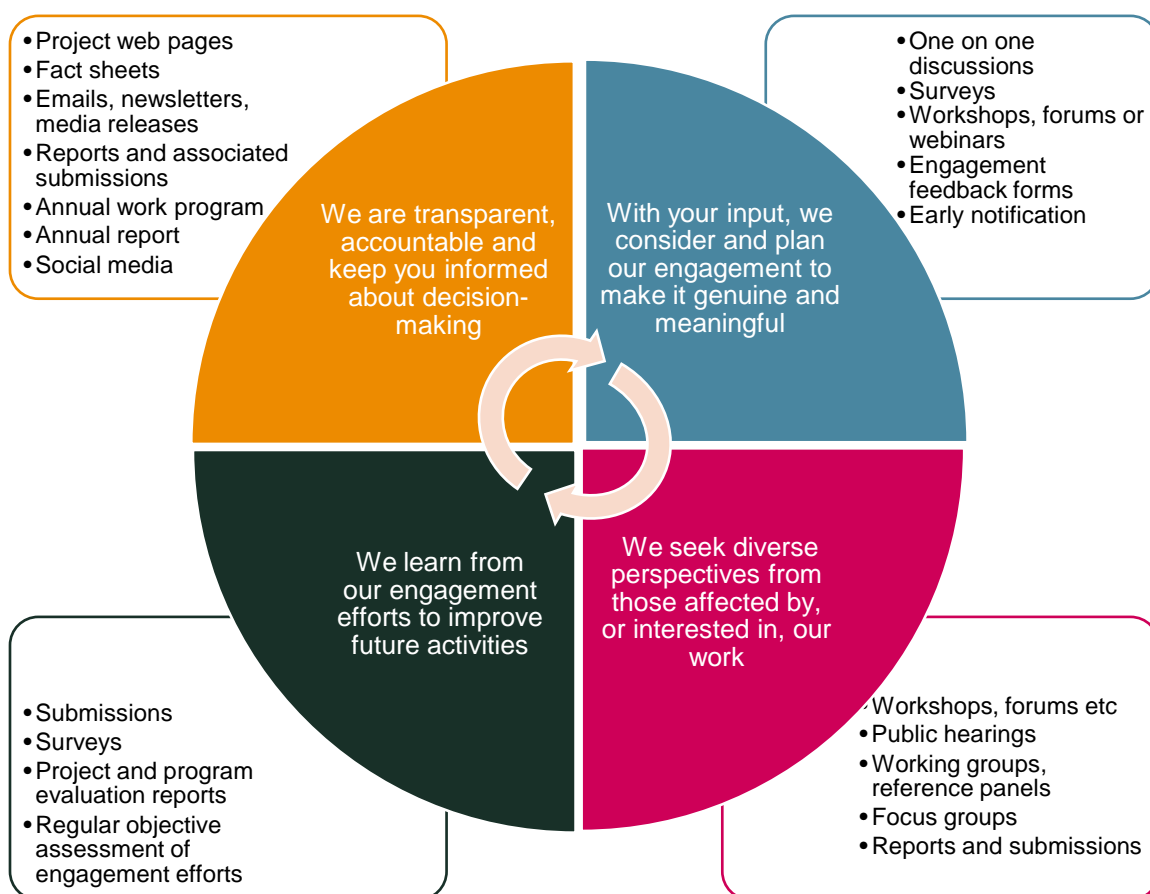 •Project web pages
•Fact sheets
•Emails, newsletters,
media releases
•Reports and associated
submissions
•Annual work program
•Annual report
•Social media
We are transparent,
accountable and
keep you informed
about decision-
making
•One on one
discussions
•Surveys
•Workshops, forums or
webinars
•Engagement
feedback forms
•Early notification
With your input, we
consider and plan
our engagement to
make it genuine and
meaningful
We learn from
our engagement
efforts to improve
future activities
•Submissions
•Surveys
•Project and program
evaluation reports
•Regular objective
assessment of
engagement efforts
We seek diverse
perspectives from
those affected by,
or interested in, our
work
•Workshops, forums etc
•Public hearings
•Working groups,
reference panels
•Focus groups
•Reports and submissions